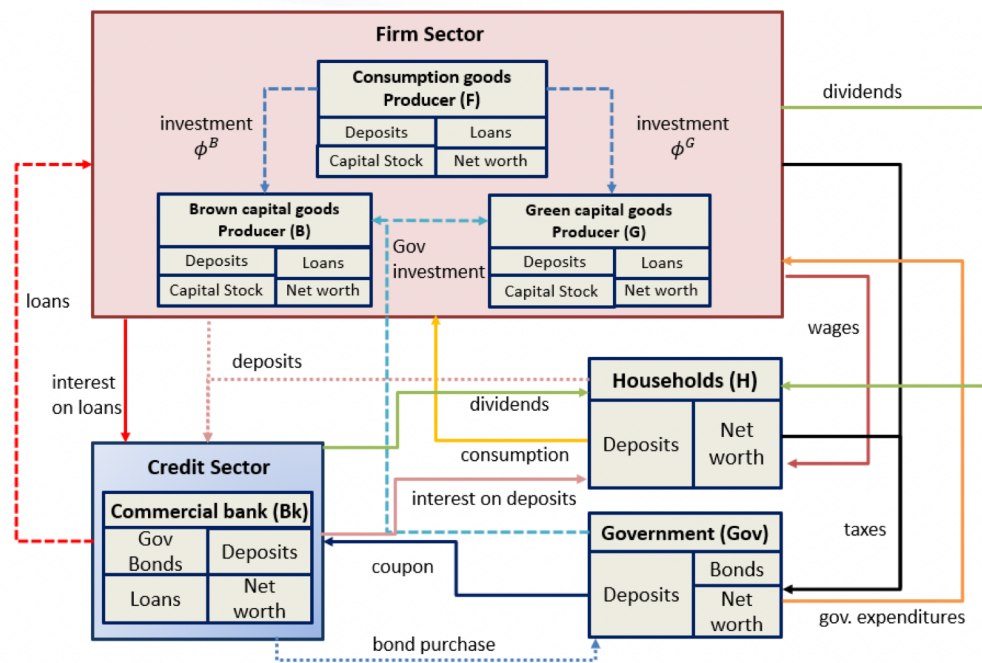 Firm Sector
Consumption goods
Producer (F)
Deposits
Loans
Capital Stock
Net worth
dividends
investment
ϕ^B
investment
ϕ^G
Brown capital goods
Producer (B)
Deposits
Loans
Capital Stock
Net worth
Gov
investment
Green capital goods
Producer (G)
Deposits
Loans
Capital Stock
Net worth
loans
wages
deposits
interest
on loans
Households (H)
Deposits
Net
worth
dividends
consumption
Credit Sector
Commercial bank (Bk)
Gov
Bonds
Deposits
Loans
Net
worth
interest on deposits
Government (Gov)
Deposits
Bonds
Net
worth
taxes
coupon
gov. expenditures
bond purchase